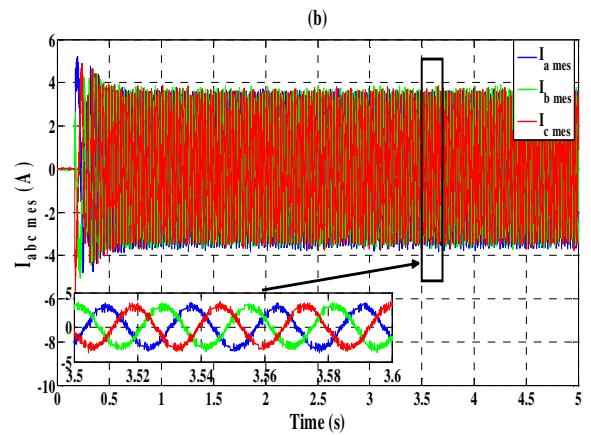 (b)
I a b c m e s ( A )
6
4
2
0
-2
-4
-6
-8
-10
I a mes
I b mes
I c mes
5
0
-5
3.5 3.52 3.54 3.56 3.58 3.6
0 0.5 1 1.5 2 2.5 3 3.5 4 4.5 5
Time (s)